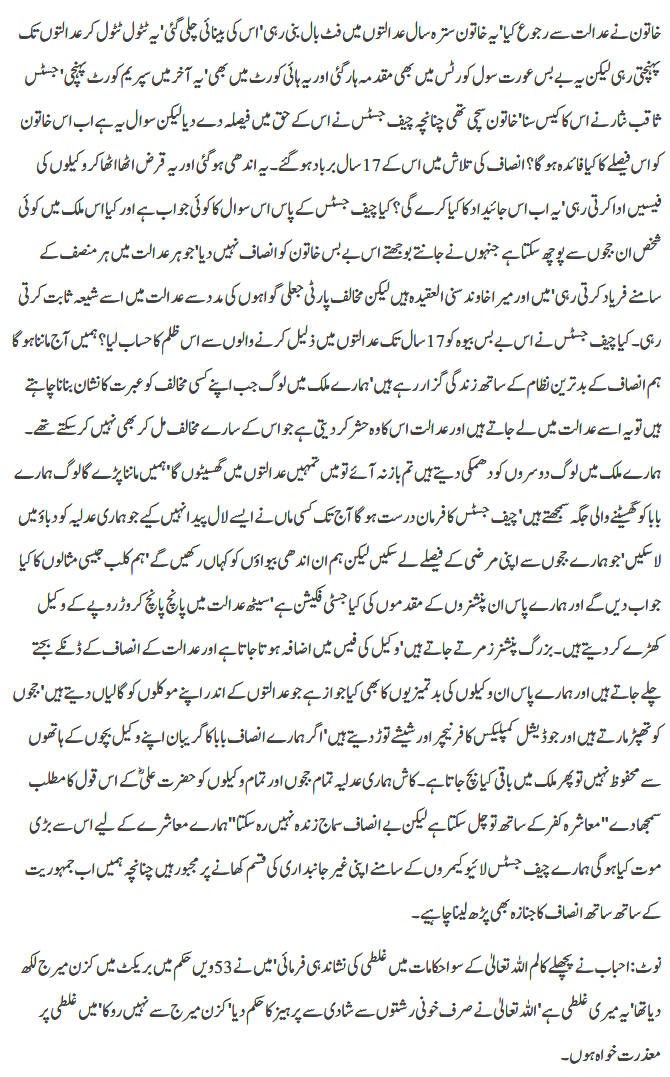 خاتون نے عدالت سے رجوع کیا' یہ خاتون سترہ سال عدالتوں میں فٹ بال بنی رہی' اس کی بینائی چلی گئی' یہ ٹٹول ٹٹول کر عدالتوں تک
پہنچتی رہی لیکن یہ بے بس عورت سول کورٹس میں بھی مقدمہ ہار گئی اور یہ ہائی کورٹ میں بھی' یہ آخر میں سپریم کورٹ پہنچی' جسٹس
ثاقب نثار نے اس کا کیس سنا' خاتون سچی تھی چنانچہ چیف جسٹس نے اس کے حق میں فیصلہ دے دیا لیکن سوال یہ ہے اب اس خاتون
کو اس فیصلے کا کیا فائدہ ہو گا؟ انصاف کی تلاش میں اس کے 17 سال برباد ہو گئے۔ یہ اندھی ہو گئی اور یہ قرض اٹھا اٹھا کر وکیلوں کی
فیسیں ادا کرتی رہی' یہ اب اس جائیداد کا کیا کرے گی؟ کیا چیف جسٹس کے پاس اس سوال کا کوئی جواب ہے اور کیا اس ملک میں کوئی
شخص ان ججوں سے پوچھ سکتا ہے جنہوں نے جانتے بوجھتے اس بے بس خاتون کو انصاف نہیں دیا' جو ہر عدالت میں ہر منصف کے
سامنے فریاد کرتی رہی' میں اور میرا خاوند سنی العقیدہ ہیں لیکن مخالف پارٹی جعلی گواہوں کی مدد سے عدالت میں اسے شیعہ ثابت کرتی
رہی۔ کیا چیف جسٹس نے اس بے بس بیوہ کو 17 سال تک عدالتوں میں ذلیل کرنے والوں سے اس ظلم کا حساب لیا؟ ہمیں آج ماننا ہو گا
ہم انصاف کے بدترین نظام کے ساتھ زندگی گزار رہے ہیں' ہمارے ملک میں لوگ جب اپنے کسی مخالف کو عبرت کا نشان بنانا چاہتے
ہیں تو یہ اسے عدالت میں لے جاتے ہیں اور عدالت اس کا وہ حشر کر دیتی ہے جو اس کے سارے مخالف مل کر بھی نہیں کر سکتے تھے۔
ہمارے ملک میں لوگ دوسروں کو دھمکی دیتے ہیں تم باز نہ آئے تو میں تمہیں عدالتوں میں گھسیٹوں گا' ہمیں ماننا پڑے گا لوگ ہمارے
بابا کو گھسیٹنے والی جگہ سمجھتے ہیں' چیف جسٹس کا فرمان درست ہو گا آج تک کسی ماں نے ایسے لال پیدا نہیں کیے جو ہماری عدلیہ کو دباؤ میں
لا سکیں' جو ہمارے ججوں سے اپنی مرضی کے فیصلے لے سکیں لیکن ہم ان اندھی بیواؤں کو کہاں رکھیں گے' ہم کلب جیسی مثالوں کا کیا
جواب دیں گے اور ہمارے پاس ان پنشنروں کے مقدموں کی کیا جسٹی فکیشن ہے' سیٹھ عدالت میں پانچ پانچ کروڑ روپے کے وکیل
کھڑے کر دیتے ہیں۔ بزرگ پنشنرز مرتے جاتے ہیں' وکیل کی فیس میں اضافہ ہوتا جاتا ہے اور عدالت کے انصاف کے ڈنکے بجتے
چلے جاتے ہیں اور ہمارے پاس ان وکیلوں کی بدتمیزیوں کا بھی کیا جواز ہے جو عدالتوں کے اندر اپنے موکلوں کو گالیاں دیتے ہیں' ججوں
کو تھپڑ مارتے ہیں اور جوڈیشل کمپلیکس کا فرنیچر اور شیشے توڑ دیتے ہیں' اگر ہمارے انصاف بابا کا گریبان اپنے وکیل بچوں کے ہاتھوں
سے محفوظ نہیں تو پھر ملک میں باقی کیا بچ جاتا ہے۔ کاش ہماری عدلیہ تمام ججوں اور تمام وکیلوں کو حضرت علیؓ کے اس قول کا مطلب
سمجھا دے "معاشرہ کفر کے ساتھ تو چل سکتا ہے لیکن بے انصاف سماج زندہ نہیں رہ سکتا" ہمارے معاشرے کے لیے اس سے بڑی
موت کیا ہو گی ہمارے چیف جسٹس لائیو کیمروں کے سامنے اپنی غیر جانبداری کی قسم کھانے پر مجبور ہیں چنانچہ ہمیں اب جمہوریت
کے ساتھ ساتھ انصاف کا جنازہ بھی پڑھ لینا چاہیے۔
نوٹ: احباب نے پچھلے کالم اللہ تعالیٰ کے سو احکامات میں غلطی کی نشاندہی فرمائی' میں نے 53ویں حکم میں بریکٹ میں کزن میرج لکھ
دیا تھا' یہ میری غلطی ہے' اللہ تعالیٰ نے صرف خونی رشتوں سے شادی سے پرہیز کا حکم دیا' کزن میرج سے نہیں روکا' میں غلطی پر
معذرت خواہ ہوں۔